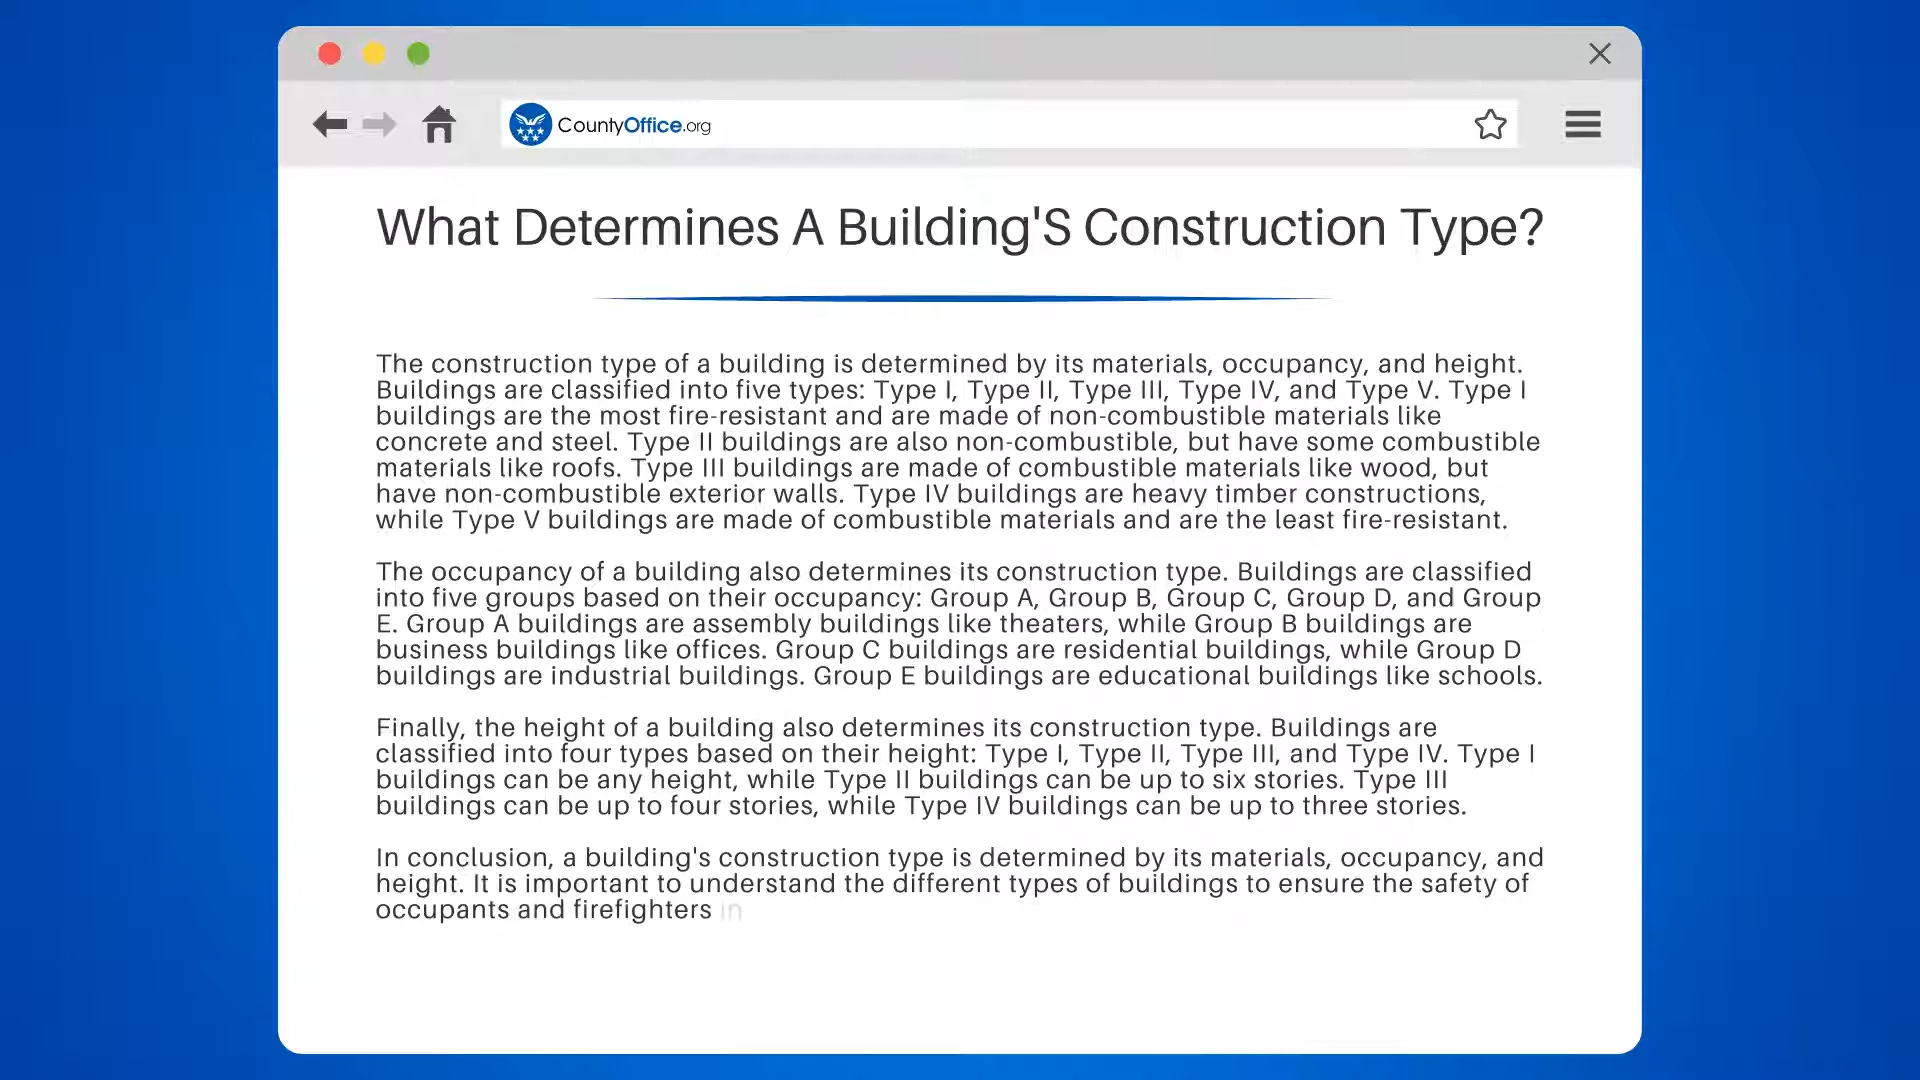 CountyOffice.org
What Determines A Building'S Construction Type?
The construction type of a building is determined by its materials, occupancy, and height.
Buildings are classified into five types: Type I, Type II, Type III, Type IV, and Type V. Type I
buildings are the most fire-resistant and are made of non-combustible materials like
concrete and steel. Type II buildings are also non-combustible, but have some combustible
materials like roofs. Type III buildings are made of combustible materials like wood, but
have non-combustible exterior walls. Type IV buildings are heavy timber constructions,
while Type V buildings are made of combustible materials and are the least fire-resistant.
The occupancy of a building also determines its construction type. Buildings are classified
into five groups based on their occupancy: Group A, Group B, Group C, Group D, and Group
E. Group A buildings are assembly buildings like theaters, while Group B buildings are
business buildings like offices. Group C buildings are residential buildings, while Group D
buildings are industrial buildings. Group E buildings are educational buildings like schools.
Finally, the height of a building also determines its construction type. Buildings are
classified into four types based on their height: Type I, Type II, Type III, and Type IV. Type I
buildings can be any height, while Type II buildings can be up to six stories. Type III
buildings can be up to four stories, while Type IV buildings can be up to three stories.
In conclusion, a building's construction type is determined by its materials, occupancy, and
height. It is important to understand the different types of buildings to ensure the safety of
occupants and firefighters in